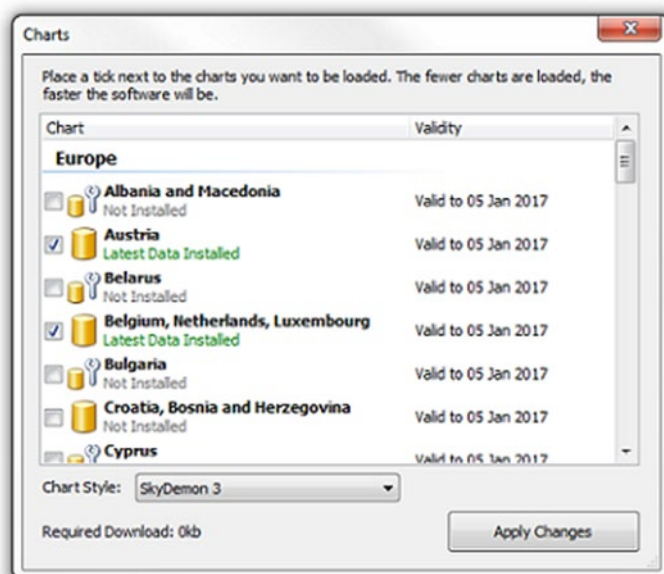 Charts
Place a tick next to the charts you want to be loaded. The fewer charts are loaded, the
faster the software will be.
Chart Validity
Europe
Albania and Macedonia
Not Installed Valid to 05 Jan 2017
Austria
Latest Data Installed Valid to 05 Jan 2017
Belarus
Not Installed Valid to 05 Jan 2017
Belgium, Netherlands, Luxembourg
Latest Data Installed Valid to 05 Jan 2017
Bulgaria
Not Installed Valid to 05 Jan 2017
Croatia, Bosnia and Herzegovina
Not Installed Valid to 05 Jan 2017
Cyprus
Valid to 05 Jan 2017
Chart Style: SkyDemon 3
Required Download: 0kb Apply Changes